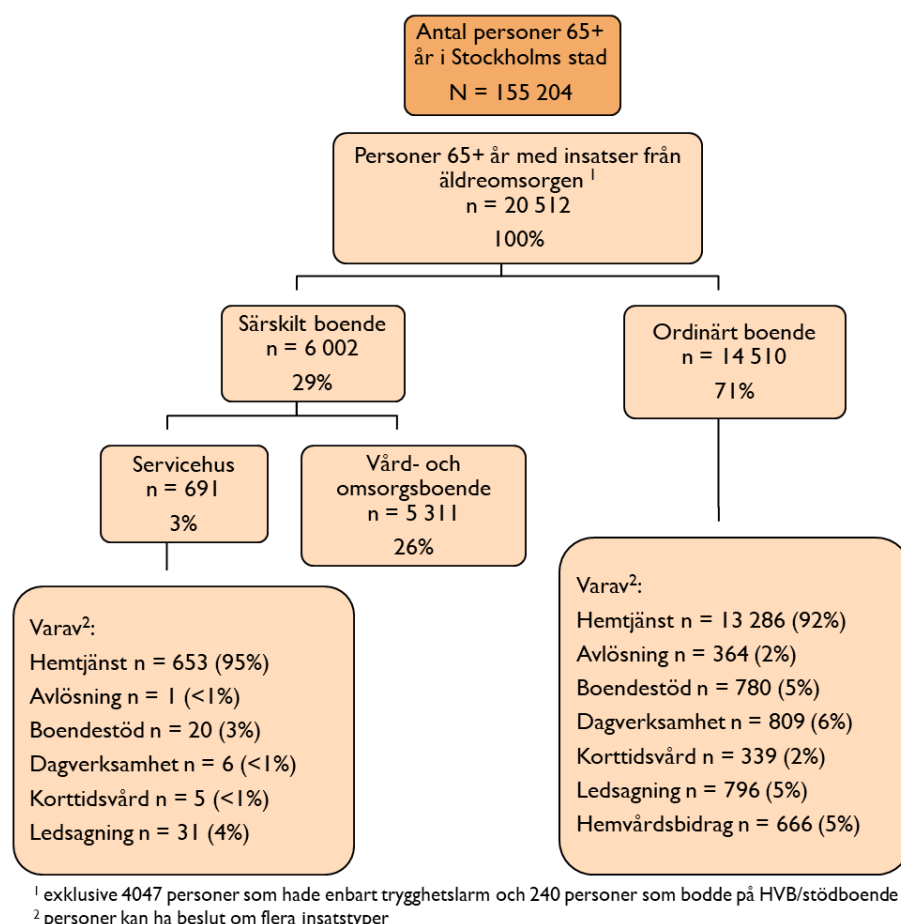 Antal personer 65+
år i Stockholms stad
N = 155 204
Personer 65+ år med insatser från
äldreomsorgen ¹
n = 20 512
100%
Särskilt boende
n = 6 002
29%
Ordinärt boende
n = 14 510
71%
Servicehus
n = 691
3%
Vård- och
omsorgsboende
n = 5 311
26%
Varav²:
Hemtjänst n = 653 (95%)
Avlösning n = 1 (<1%)
Boendestöd n = 20 (3%)
Dagverksamhet n = 6 (<1%)
Korttidsvård n = 5 (<1%)
Ledsagning n = 31 (4%)
Varav²:
Hemtjänst n = 13 286 (92%)
Avlösning n = 364 (2%)
Boendestöd n = 780 (5%)
Dagverksamhet n = 809 (6%)
Korttidsvård n = 339 (2%)
Ledsagning n = 796 (5%)
Hemvårdsbidrag n = 666 (5%)
¹ exklusive 4047 personer som hade enbart trygghetslarm och 240 personer som bodde på HVB/stödboende
² personer kan ha beslut om flera insatstyper